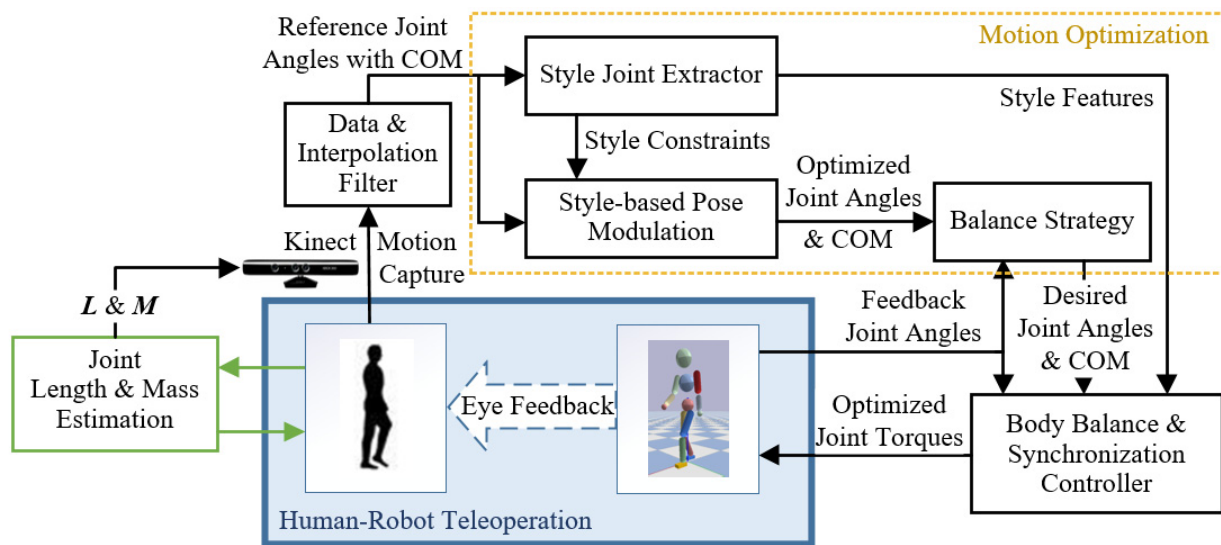 Reference Joint
Angles with COM
Motion Optimization
Style Joint Extractor
Style Features
Data &
Interpolation
Filter
Style Constraints
Optimized
Joint Angles
& COM
Style-based Pose
Modulation
Balance Strategy
Kinect
Motion
Capture
L & M
Feedback
Joint Angles
Desired
Joint Angles
& COM
Joint
Length & Mass
Estimation
Eye Feedback
Optimized
Joint Torques
Body Balance &
Synchronization
Controller
Human-Robot Teleoperation